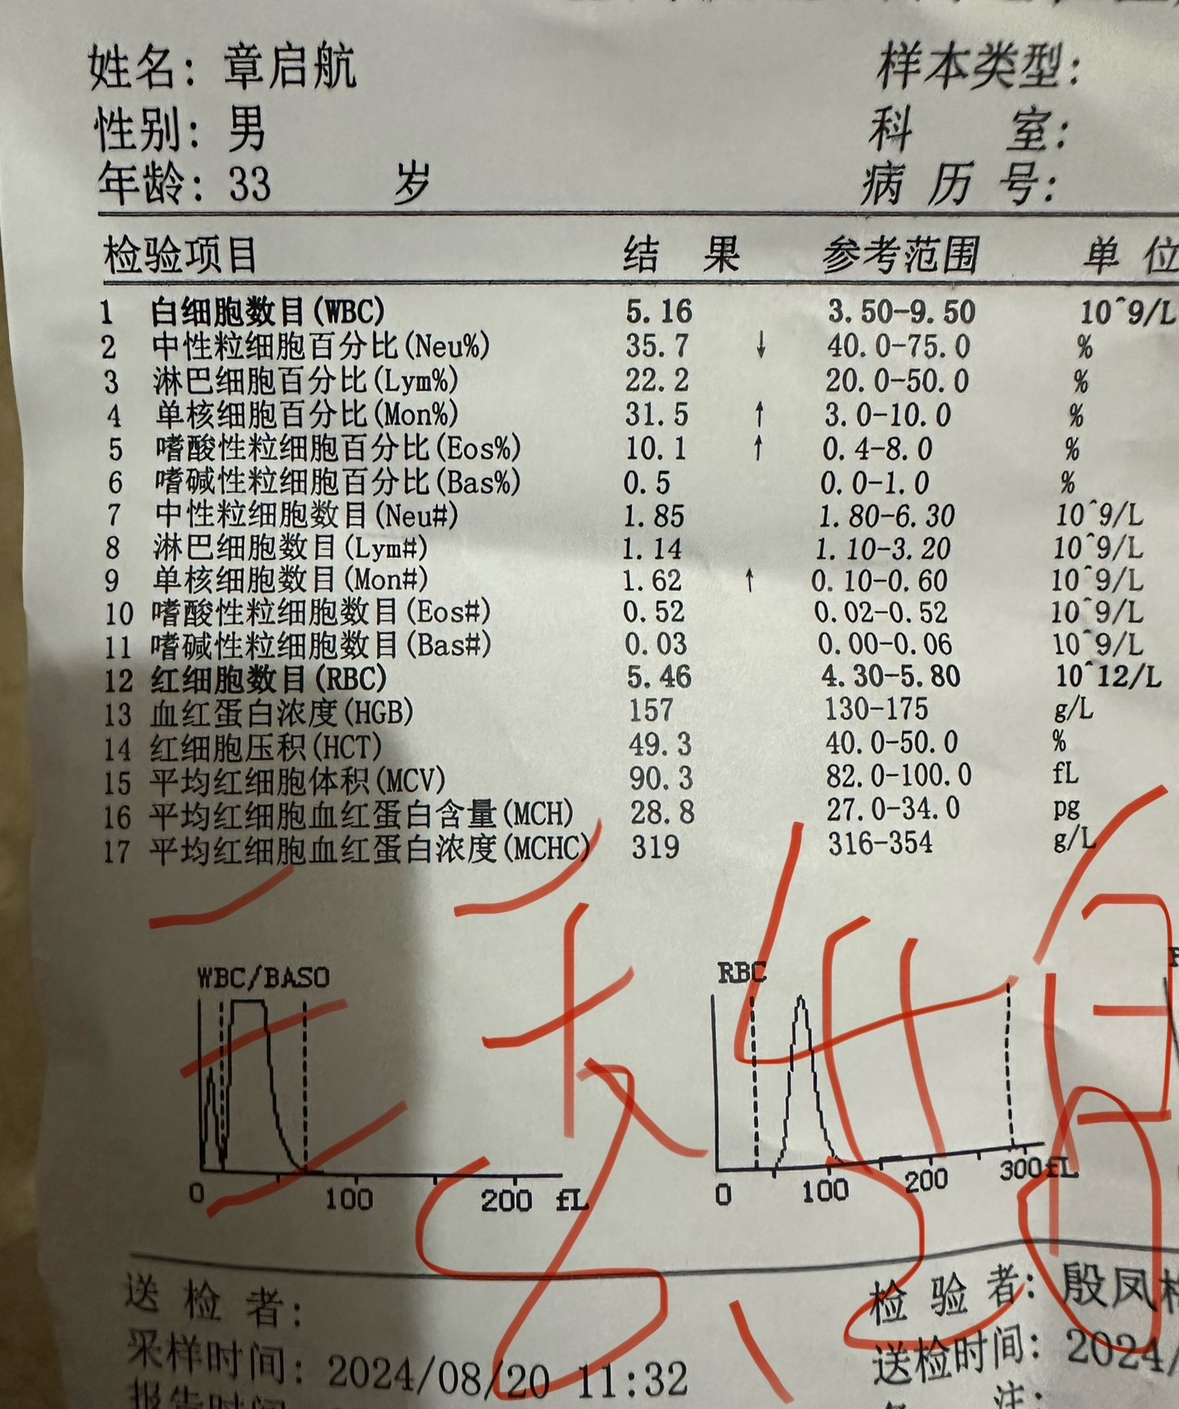 姓名: 章启航 样本类型:
性别: 男 科 室:
年龄: 33 岁 病 历 号:
检验项目 结 果 参考范围 单 位
1 白细胞数目(WBC) 5.16 3.50-9.50 10^9/L
2 中性粒细胞百分比(Neu%) 35.7 ↓ 40.0-75.0 %
3 淋巴细胞百分比(Lym%) 22.2 20.0-50.0 %
4 单核细胞百分比(Mon%) 31.5 ↑ 3.0-10.0 %
5 嗜酸性粒细胞百分比(Eos%) 10.1 ↑ 0.4-8.0 %
6 嗜碱性粒细胞百分比(Bas%) 0.5 0.0-1.0 %
7 中性粒细胞数目(Neu#) 1.85 1.80-6.30 10^9/L
8 淋巴细胞数目(Lym#) 1.14 1.10-3.20 10^9/L
9 单核细胞数目(Mon#) 1.62 ↑ 0.10-0.60 10^9/L
10 嗜酸性粒细胞数目(Eos#) 0.52 0.02-0.52 10^9/L
11 嗜碱性粒细胞数目(Bas#) 0.03 0.00-0.06 10^9/L
12 红细胞数目(RBC) 5.46 4.30-5.80 10^12/L
13 血红蛋白浓度(HGB) 157 130-175 g/L
14 红细胞压积(HCT) 49.3 40.0-50.0 %
15 平均红细胞体积(MCV) 90.3 82.0-100.0 fL
16 平均红细胞血红蛋白含量(MCH) 28.8 27.0-34.0 pg
17 平均红细胞血红蛋白浓度(MCHC) 319 316-354 g/L
WBC/BASO RBC
0 100 200 fL 0 100 200 300fL
送 检 者: 检 验 者: 殷凤
采样时间: 2024/08/20 11:32 送检时间: 2024/
报告时间 注: